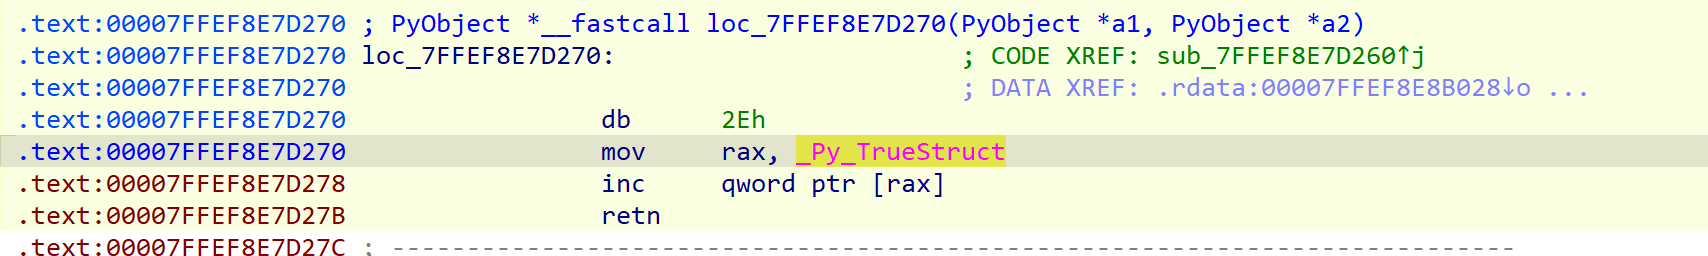 .text:00007FFEF8E7D270 ; PyObject *__fastcall loc_7FFEF8E7D270(PyObject *a1, PyObject *a2)
.text:00007FFEF8E7D270 loc_7FFEF8E7D270:                       ; CODE XREF: sub_7FFEF8E7D260↑j
.text:00007FFEF8E7D270                                         ; DATA XREF: .rdata:00007FFEF8E8B028↓o ...
.text:00007FFEF8E7D270                 db      2Eh
.text:00007FFEF8E7D270                 mov     rax, _Py_TrueStruct
.text:00007FFEF8E7D278                 inc     qword ptr [rax]
.text:00007FFEF8E7D27B                 retn
.text:00007FFEF8E7D27C ; ---------------------------------------------------------------------------